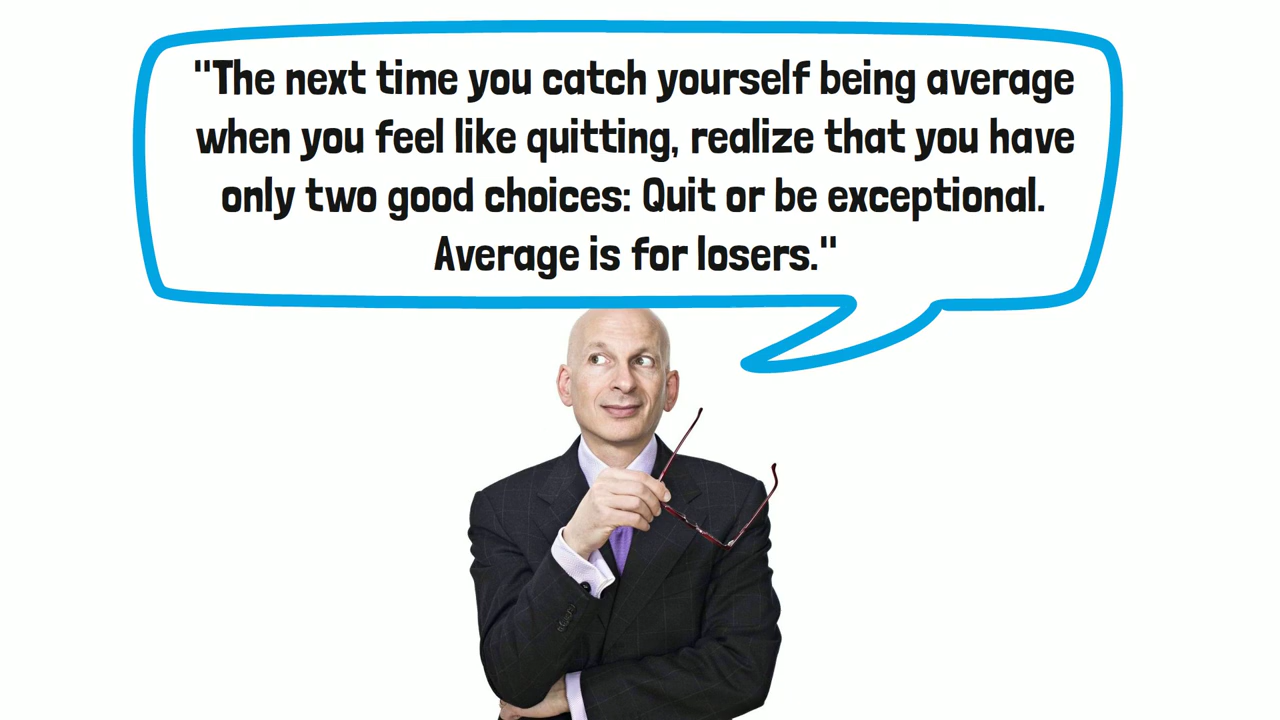 "The next time you catch yourself being average
when you feel like quitting, realize that you have
only two good choices: Quit or be exceptional.
Average is for losers."